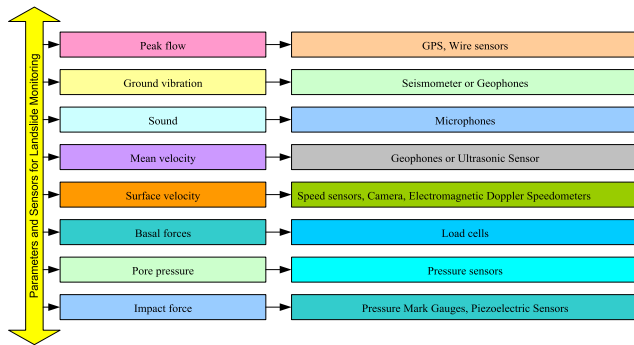 Parameters and Sensors for Landslide Monitoring
Peak flow
GPS, Wire sensors
Ground vibration
Seismometer or Geophones
Sound
Microphones
Mean velocity
Geophones or Ultrasonic Sensor
Surface velocity
Speed sensors, Camera, Electromagnetic Doppler Speedometers
Basal forces
Load cells
Pore pressure
Pressure sensors
Impact force
Pressure Mark Gauges, Piezoelectric Sensors